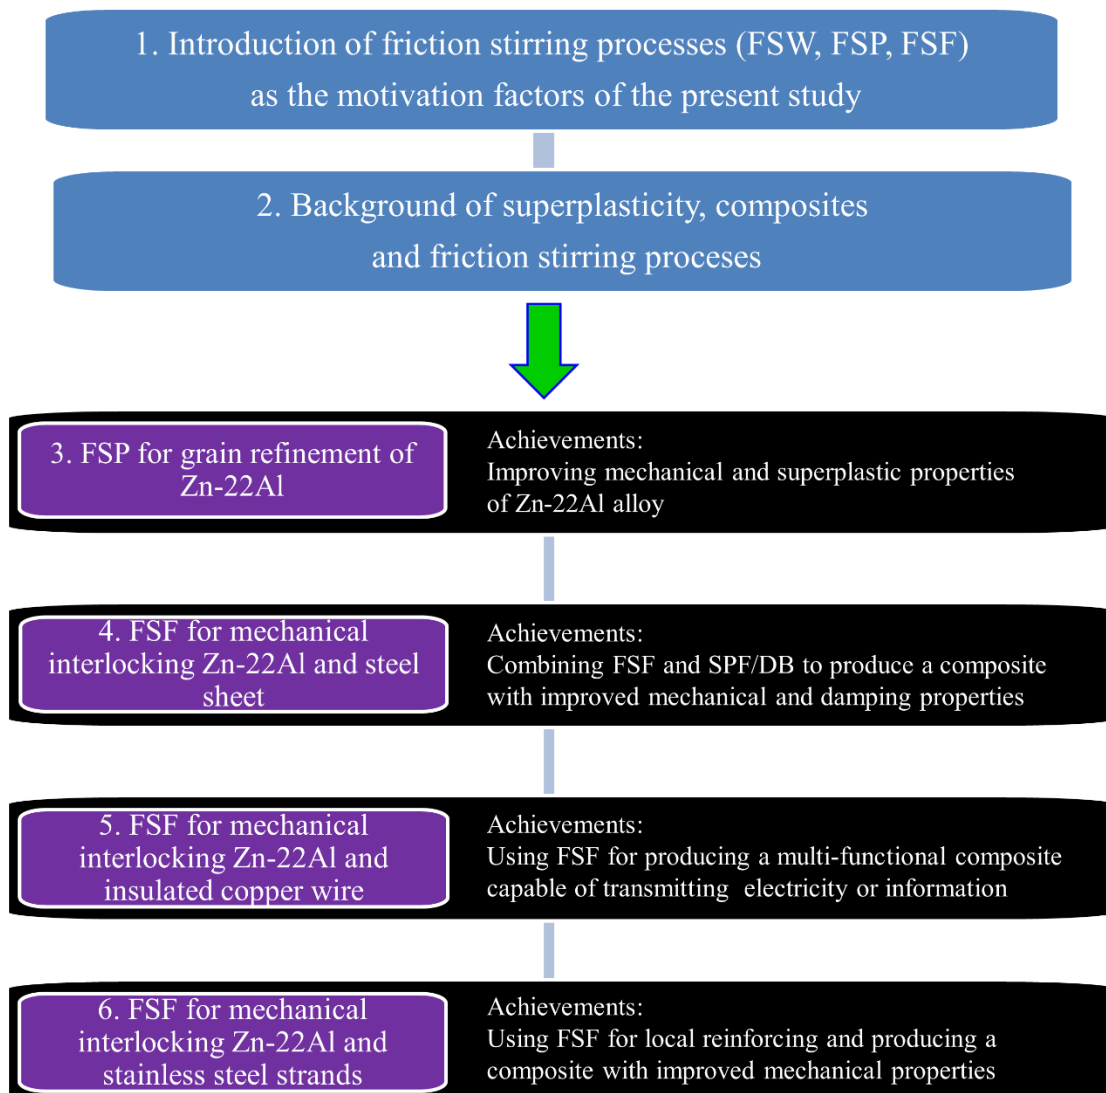 1. Introduction of friction stirring processes (FSW, FSP, FSF)
as the motivation factors of the present study
2. Background of superplasticity, composites
and friction stirring proceses
3. FSP for grain refinement of
Zn-22Al
Achievements:
Improving mechanical and superplastic properties
of Zn-22Al alloy
4. FSF for mechanical
interlocking Zn-22Al and steel
sheet
Achievements:
Combining FSF and SPF/DB to produce a composite
with improved mechanical and damping properties
5. FSF for mechanical
interlocking Zn-22Al and
insulated copper wire
Achievements:
Using FSF for producing a multi-functional composite
capable of transmitting electricity or information
6. FSF for mechanical
interlocking Zn-22Al and
stainless steel strands
Achievements:
Using FSF for local reinforcing and producing a
composite with improved mechanical properties